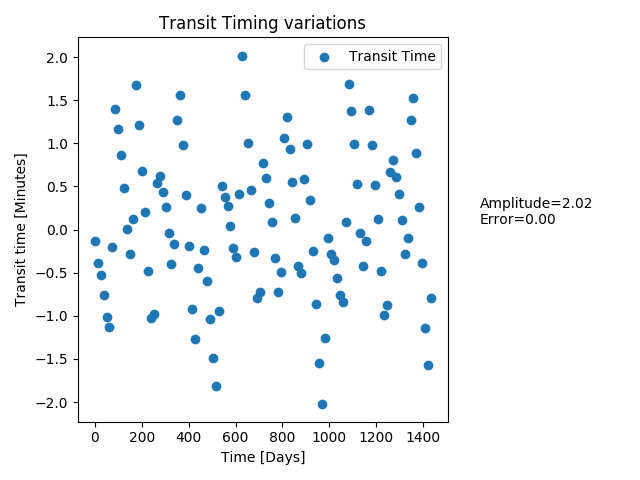 Transit Timing variations
Transit Time
2.0
1.5
1.0
0.5
0.0
−0.5
−1.0
−1.5
−2.0
Transit time [Minutes]
Amplitude=2.02
Error=0.00
0 200 400 600 800 1000 1200 1400
Time [Days]